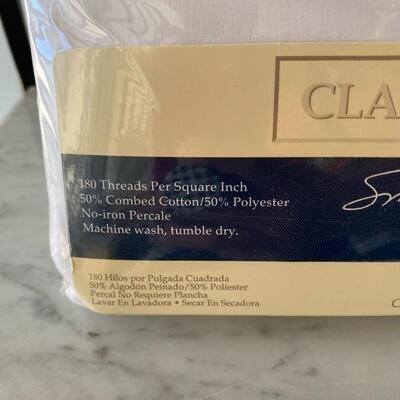 CLA
180 Threads Per Square Inch
50% Combed Cotton/50% Polyester
No-iron Percale
Machine wash, tumble dry.
180 Hilos por Pulgada Cuadrada
50% Algodón Peinado/50% Políester
Percal No Requiere Plancha
Lavar En Lavadora • Secar En Secadora